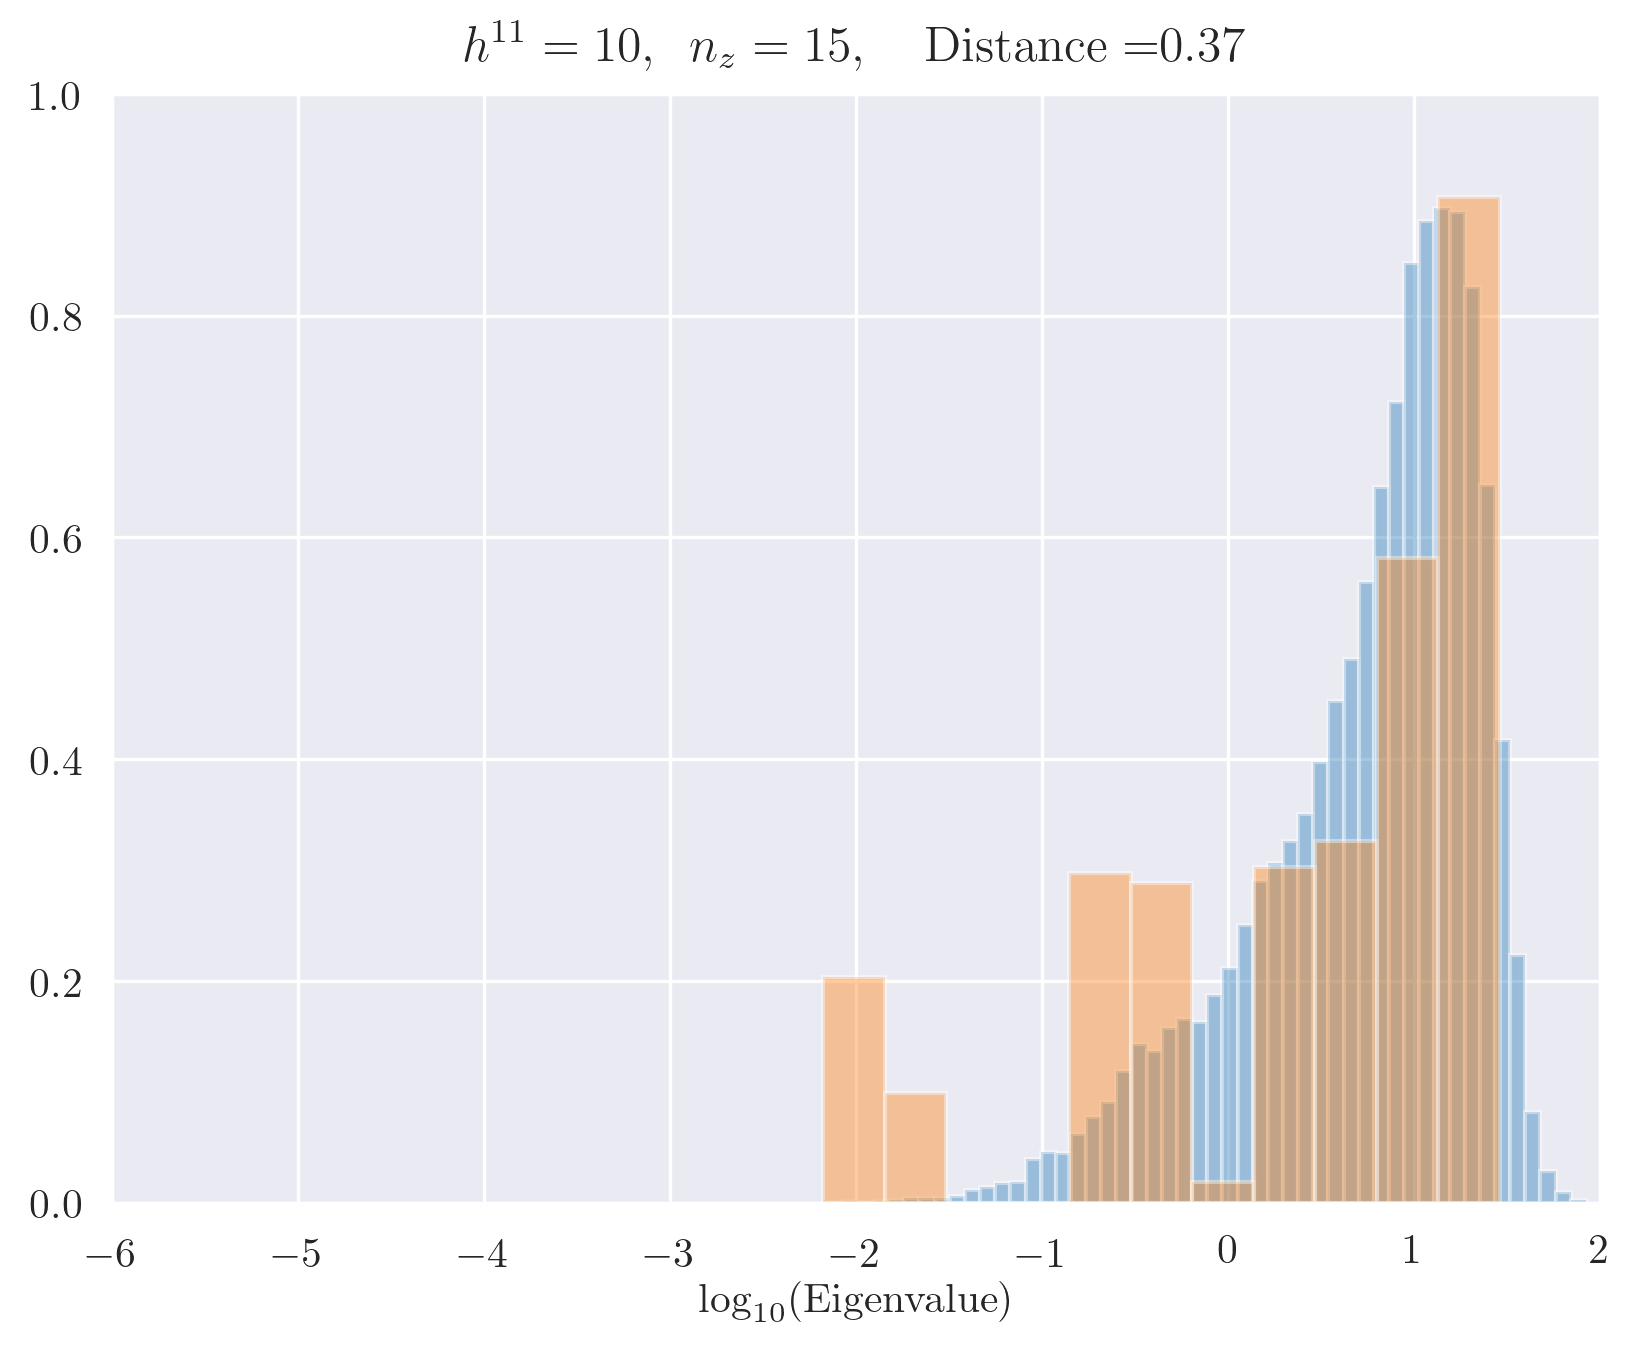 h^{11} = 10, n_z = 15, Distance =0.37
1.0
0.8
0.6
0.4
0.2
0.0
−6 −5 −4 −3 −2 −1 0 1 2
log_{10}(Eigenvalue)